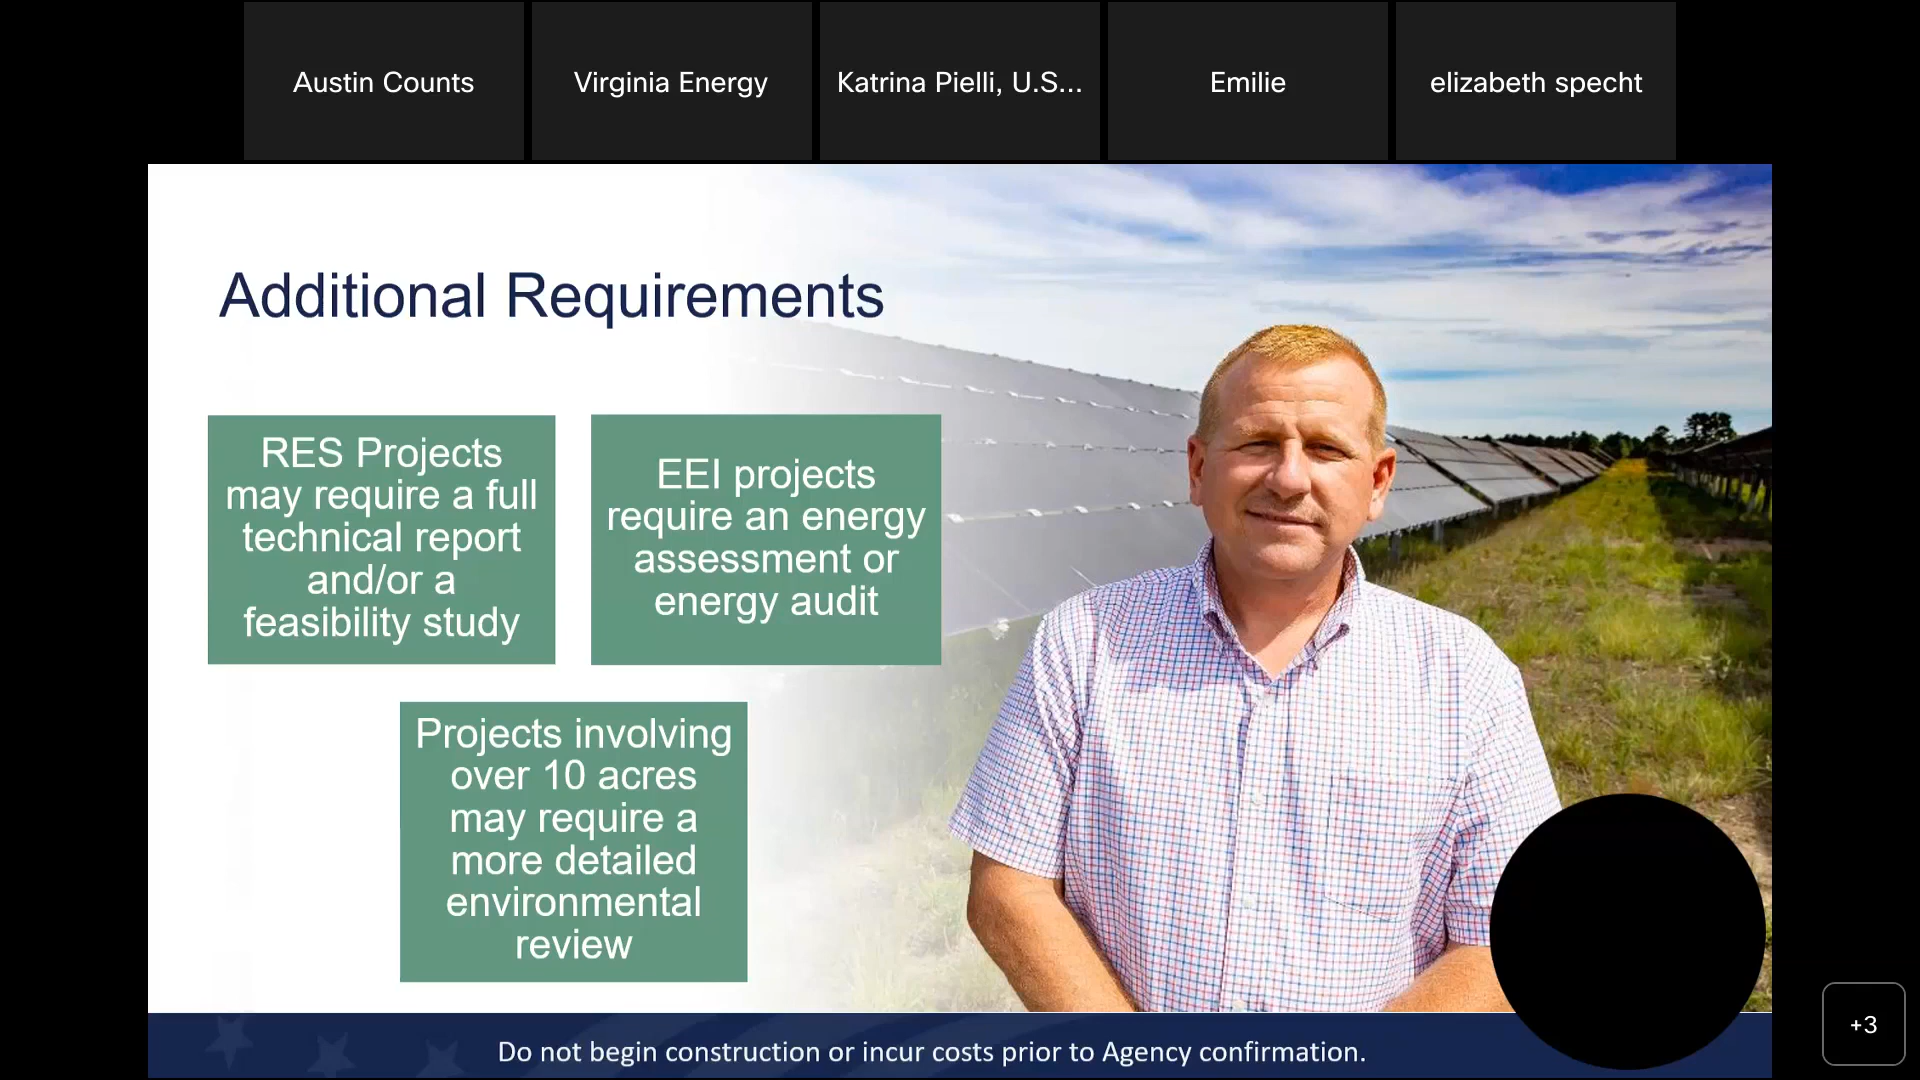 Austin Counts
Virginia Energy
Katrina Pielli, U.S...
Emilie
elizabeth specht
Additional Requirements
RES Projects
may require a full
technical report
and/or a
feasibility study
EEI projects
require an energy
assessment or
energy audit
Projects involving
over 10 acres
may require a
more detailed
environmental
review
Do not begin construction or incur costs prior to Agency confirmation.
+3